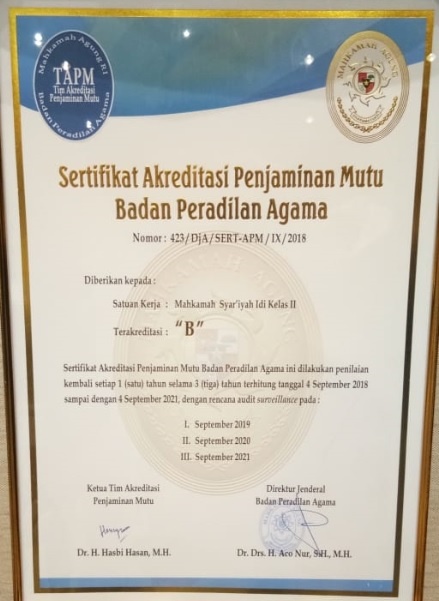 Mahkamah Agung RI
TAPM
Tim Akreditasi
Penjaminan Mutu
Badan Peradilan Agama
MAHKAMAH AGUNG
Sertifikat Akreditasi Penjaminan Mutu
Badan Peradilan Agama
Nomor : 423/DjA/SERT-APM/IX/2018
Diberikan kepada :
Satuan Kerja : Mahkamah Syar'iyah Idi Kelas II
Terakreditasi : "B"
Sertifikat Akreditasi Penjaminan Mutu Badan Peradilan Agama ini dilakukan penilaian
kembali setiap 1 (satu) tahun selama 3 (tiga) tahun terhitung tanggal 4 September 2018
sampai dengan 4 September 2021, dengan rencana audit surveillance pada :
I. September 2019
II. September 2020
III. September 2021
Ketua Tim Akreditasi
Penjaminan Mutu
Dr. H. Hasbi Hasan, M.H.
Direktur Jenderal
Badan Peradilan Agama
Dr. Drs. H. Aco Nur, S.H., M.H.